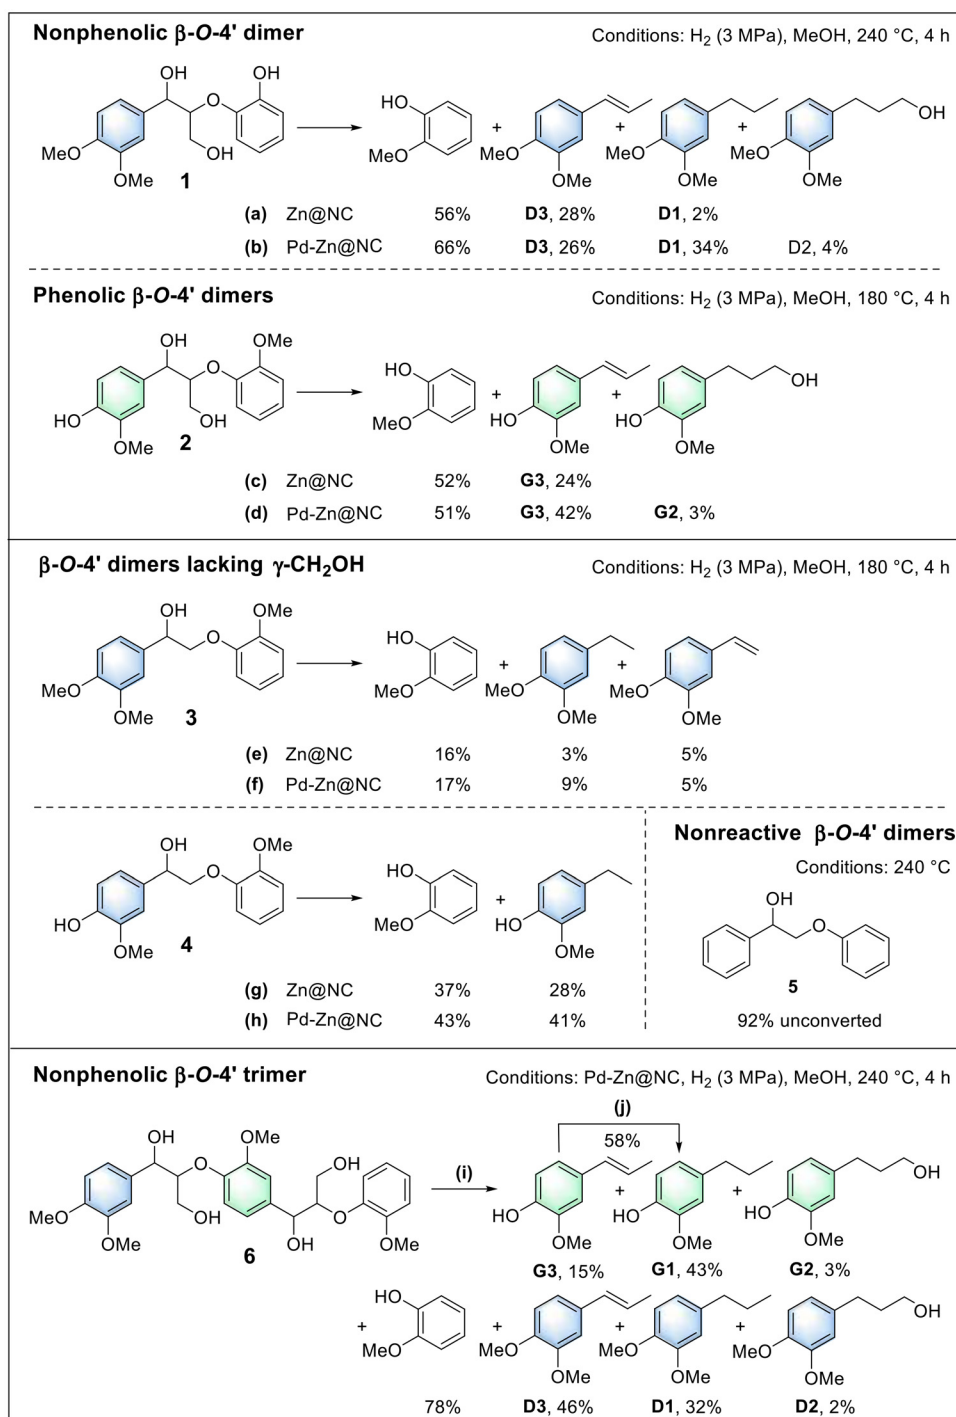 Nonphenolic β-O-4' dimer Conditions: H2 (3 MPa), MeOH, 240 °C, 4 h
OH OH HO
O OH
MeO OH + + +
OMe MeO MeO MeO MeO
1 OMe OMe OMe
(a) Zn@NC 56% D3, 28% D1, 2%
(b) Pd-Zn@NC 66% D3, 26% D1, 34% D2, 4%
Phenolic β-O-4' dimers Conditions: H2 (3 MPa), MeOH, 180 °C, 4 h
OH OMe
O HO OH
+ +
HO HO MeO HO HO
OMe 2 OMe OMe
(c) Zn@NC 52% G3, 24%
(d) Pd-Zn@NC 51% G3, 42% G2, 3%
β-O-4' dimers lacking γ-CH2OH Conditions: H2 (3 MPa), MeOH, 180 °C, 4 h
OH OMe
O HO
+ +
MeO MeO MeO MeO
OMe 3 OMe OMe
(e) Zn@NC 16% 3% 5%
(f) Pd-Zn@NC 17% 9% 5%
Nonreactive β-O-4' dimers
Conditions: 240 °C
OH OMe
O HO
+
HO MeO HO
OMe 4 OMe
OH
O
5
92% unconverted
(g) Zn@NC 37% 28%
(h) Pd-Zn@NC 43% 41%
Nonphenolic β-O-4' trimer Conditions: Pd-Zn@NC, H2 (3 MPa), MeOH, 240 °C, 4 h
(j)
58%
OH OMe
O HO (i) OH
+ +
MeO OH O HO HO HO
OMe OH OMe OMe OMe OMe
6
G3, 15% G1, 43% G2, 3%
HO OH
+ + + +
MeO MeO MeO MeO
OMe OMe OMe
78% D3, 46% D1, 32% D2, 2%